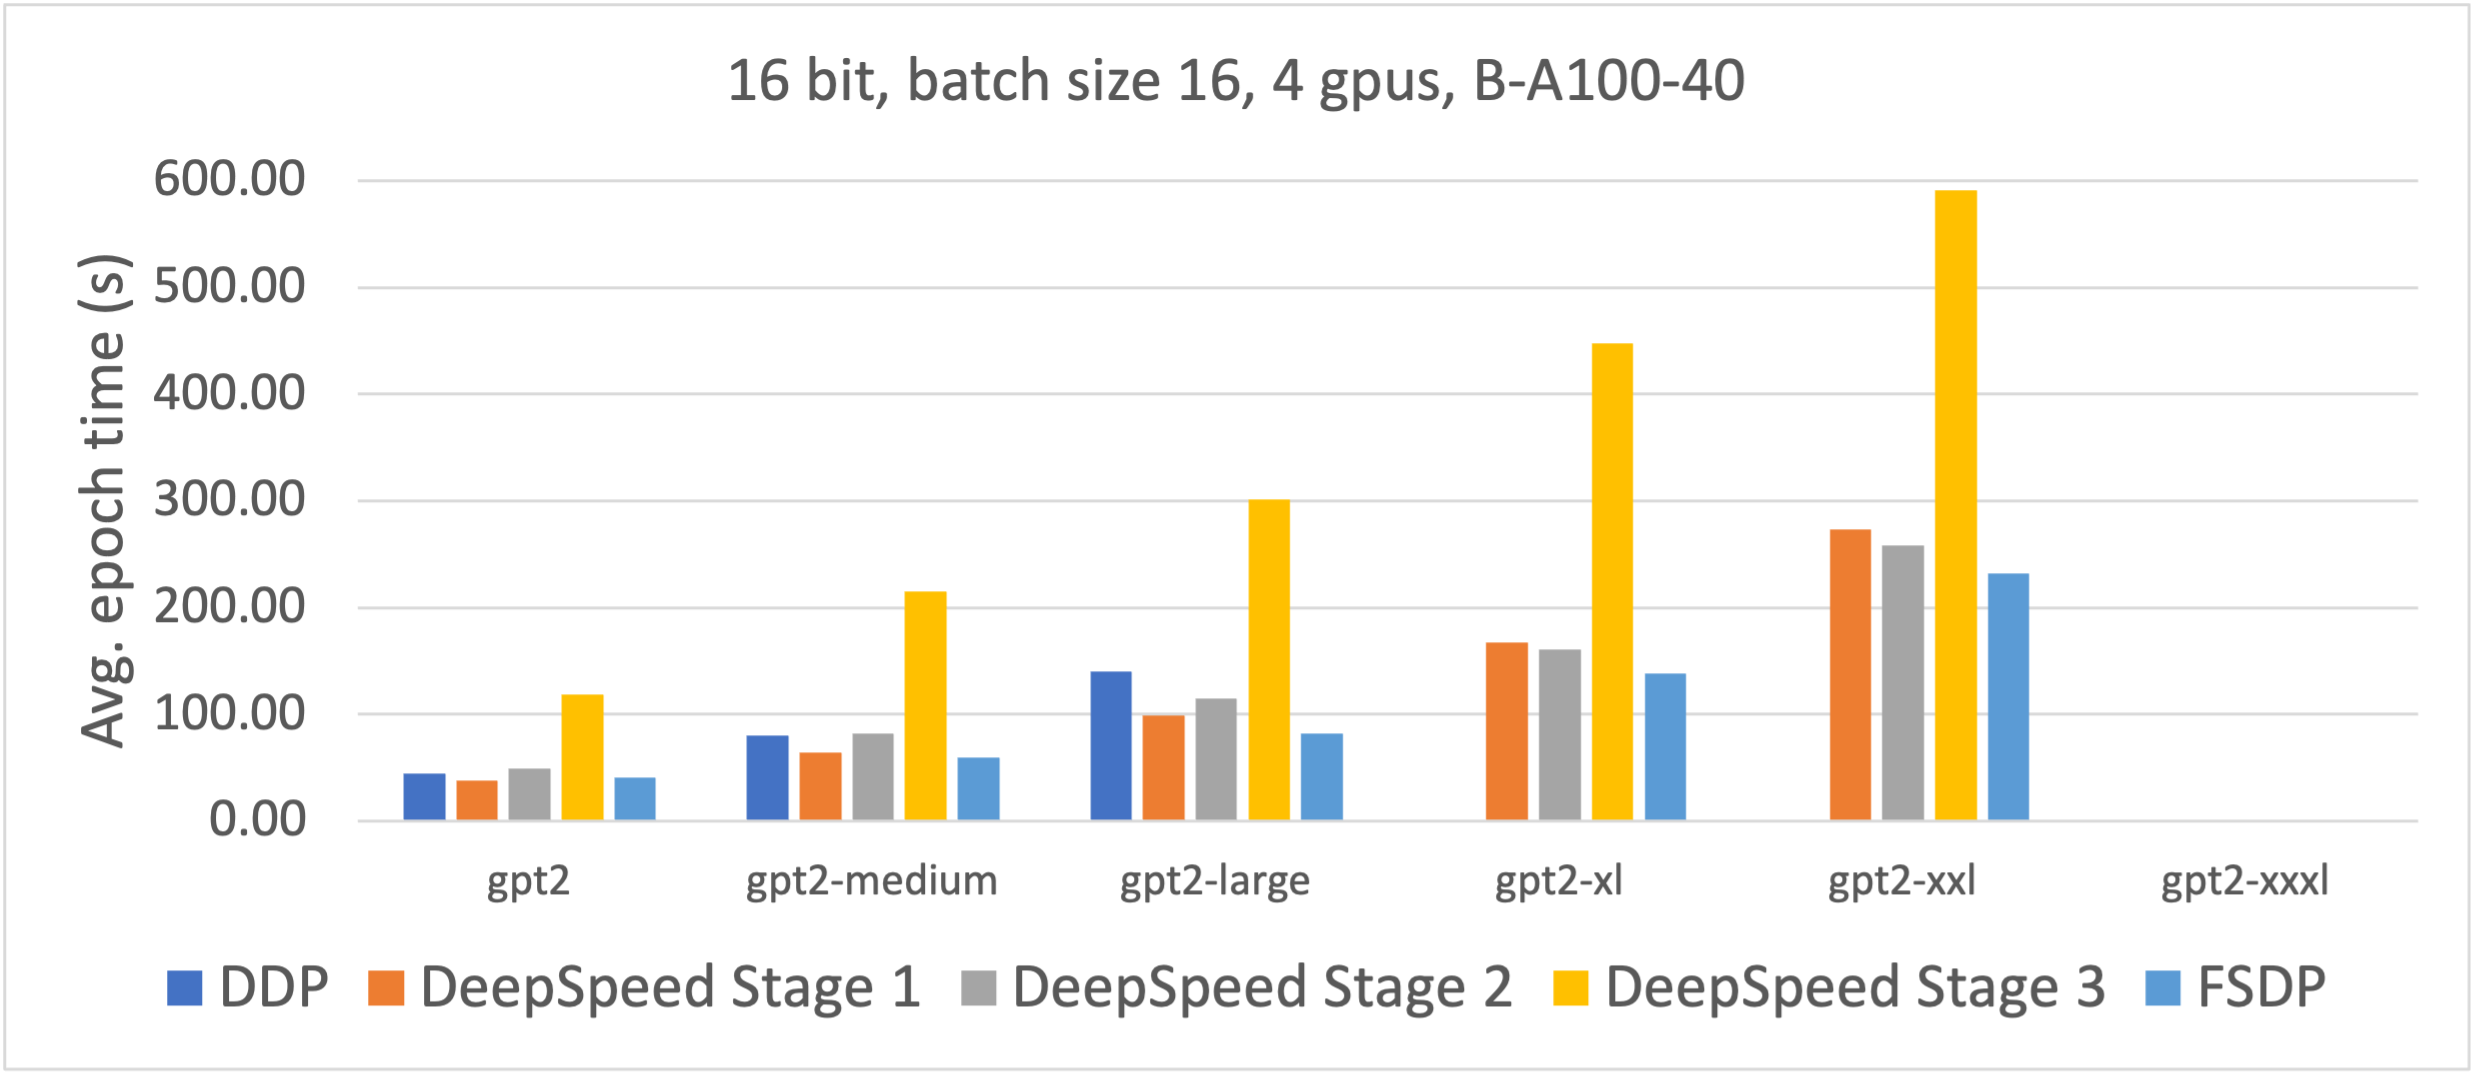 16 bit, batch size 16, 4 gpus, B-A100-40
Avg. epoch time (s)
600.00
500.00
400.00
300.00
200.00
100.00
0.00
gpt2 gpt2-medium gpt2-large gpt2-xl gpt2-xxl gpt2-xxxl
DDP DeepSpeed Stage 1 DeepSpeed Stage 2 DeepSpeed Stage 3 FSDP